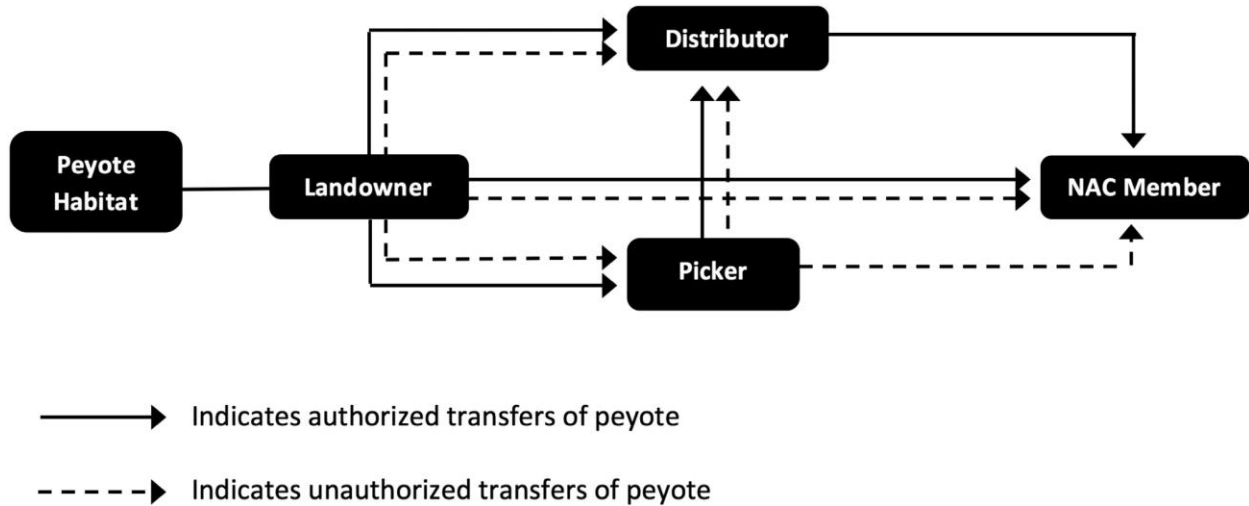 Distributor
Peyote
Habitat
Landowner
NAC Member
Picker
Indicates authorized transfers of peyote
Indicates unauthorized transfers of peyote